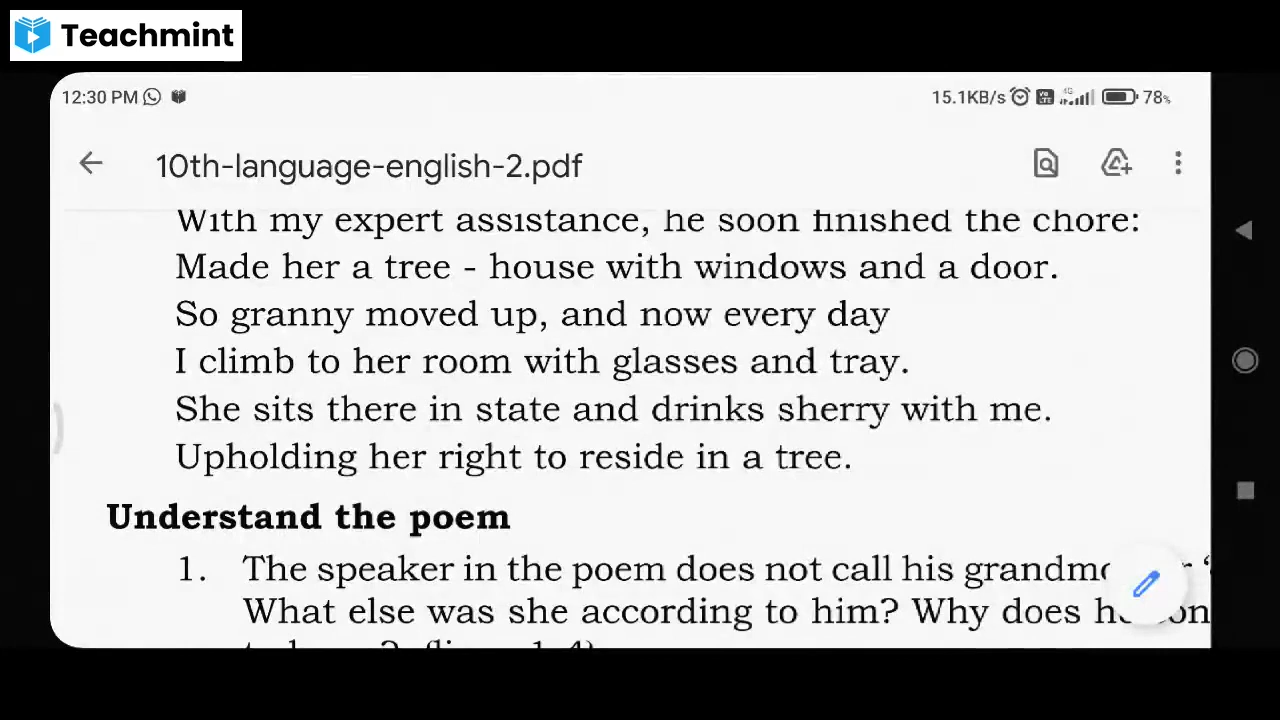 Teachmint
12:30 PM
15.1KB/s 4G 78%
10th-language-english-2.pdf
With my expert assistance, he soon finished the chore:
Made her a tree - house with windows and a door.
So granny moved up, and now every day
I climb to her room with glasses and tray.
She sits there in state and drinks sherry with me.
Upholding her right to reside in a tree.
Understand the poem
1. The speaker in the poem does not call his
What else was she according to him? Why does